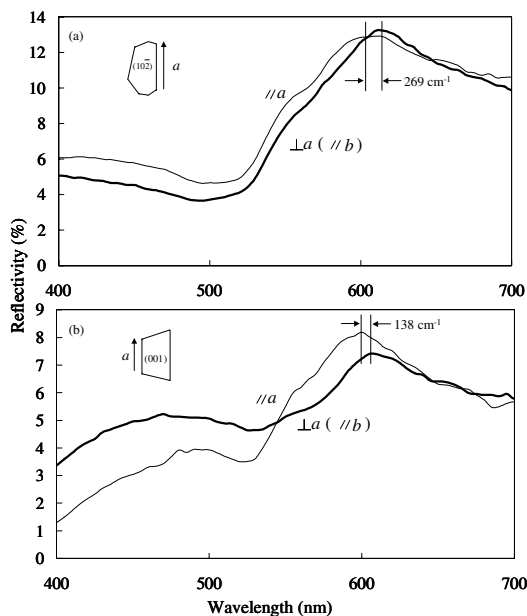 Reflectivity (%)
(a)
14
12
10
8
6
4
2
0
(102̄)
a
//a
⊥a ( //b )
269 cm⁻¹
400 500 600 700
(b)
9
8
7
6
5
4
3
2
1
0
a
(001)
//a
⊥a ( //b )
138 cm⁻¹
400 500 600 700
Wavelength (nm)